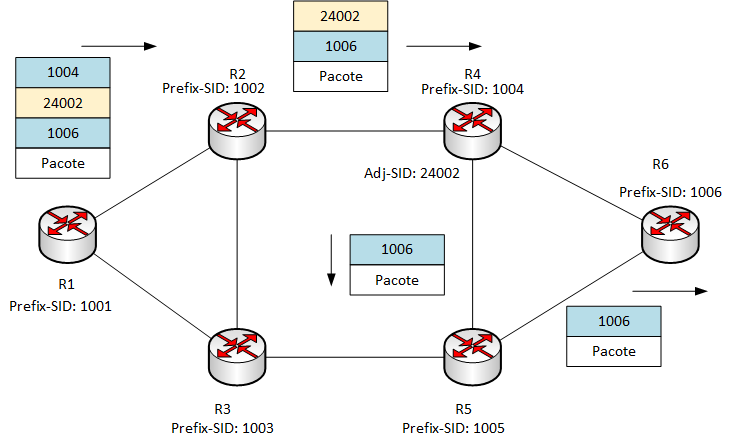 24002
1006
Pacote
1004
24002
1006
Pacote
R2
Prefix-SID: 1002
R4
Prefix-SID: 1004
Adj-SID: 24002
R6
Prefix-SID: 1006
1006
Pacote
R1
Prefix-SID: 1001
1006
Pacote
R3
Prefix-SID: 1003
R5
Prefix-SID: 1005